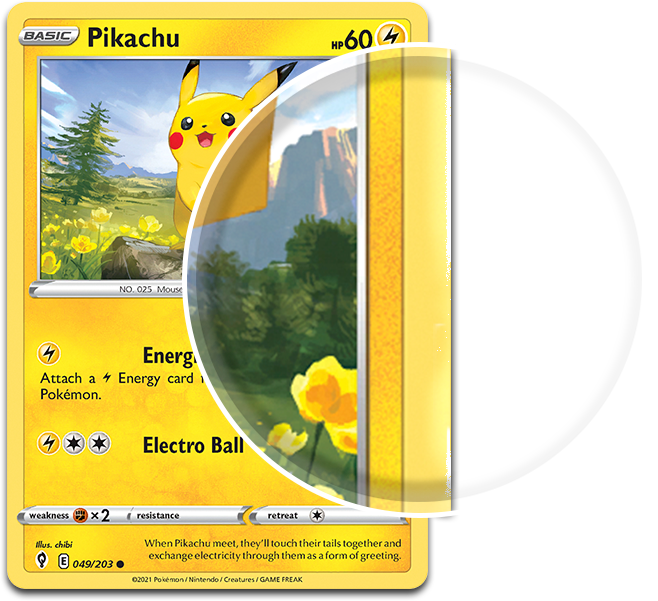 BASIC Pikachu HP60
NO. 025 Mouse
Energi
Attach a Energy card
Pokémon.
Electro Ball
weakness ×2 resistance retreat
Illus. chibi
When Pikachu meet, they'll touch their tails together and
exchange electricity through them as a form of greeting.
E 049/203
©2021 Pokémon / Nintendo / Creatures / GAME FREAK